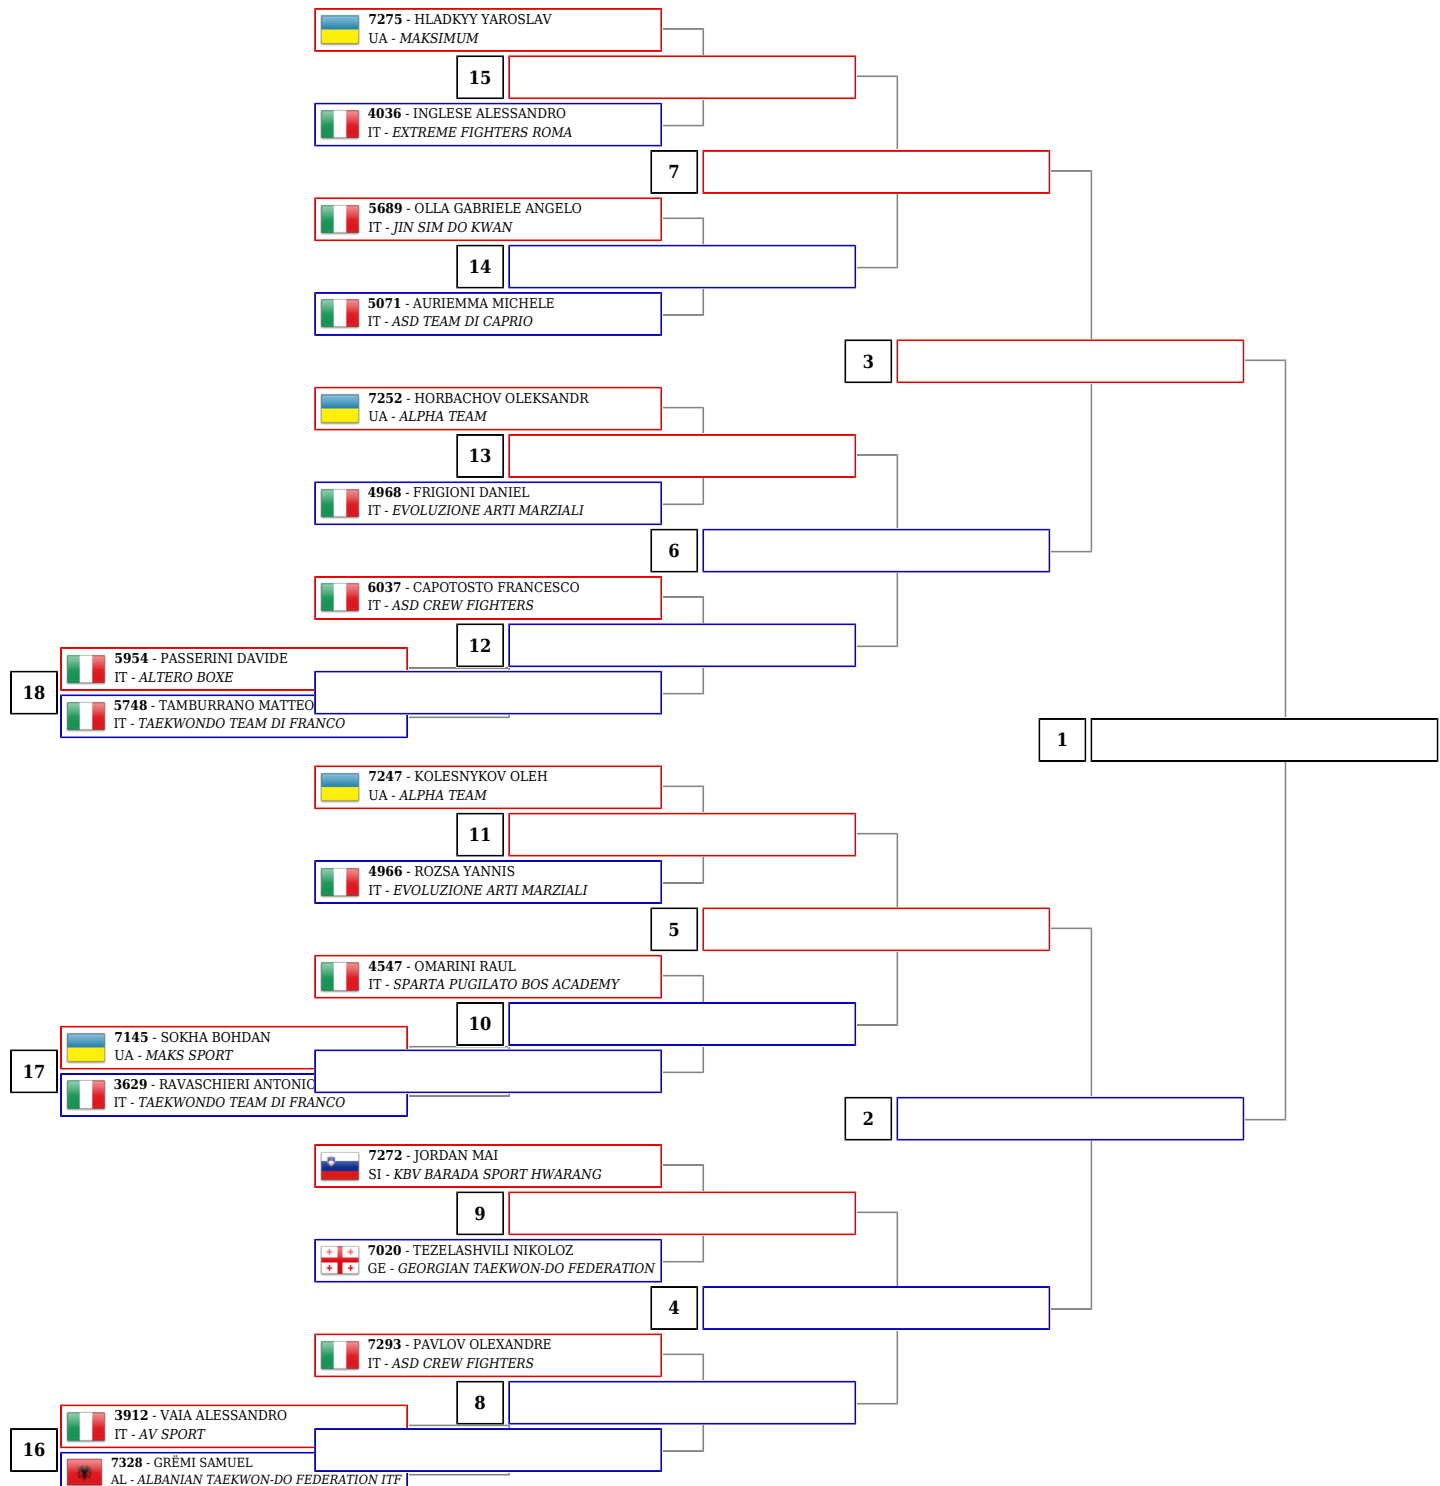 7275 - HLADKYY YAROSLAV
UA - MAKSIMUM
15
4036 - INGLESE ALESSANDRO
IT - EXTREME FIGHTERS ROMA
7
5689 - OLLA GABRIELE ANGELO
IT - JIN SIM DO KWAN
14
5071 - AURIEMMA MICHELE
IT - ASD TEAM DI CAPRIO
3
7252 - HORBACHOV OLEKSANDR
UA - ALPHA TEAM
13
4968 - FRIGIONI DANIEL
IT - EVOLUZIONE ARTI MARZIALI
6
6037 - CAPOTOSTO FRANCESCO
IT - ASD CREW FIGHTERS
12
5954 - PASSERINI DAVIDE
IT - ALTERO BOXE
18
5748 - TAMBURRANO MATTEO
IT - TAEKWONDO TEAM DI FRANCO
1
7247 - KOLESNYKOV OLEH
UA - ALPHA TEAM
11
4966 - ROZSA YANNIS
IT - EVOLUZIONE ARTI MARZIALI
5
4547 - OMARINI RAUL
IT - SPARTA PUGILATO BOS ACADEMY
10
7145 - SOKHA BOHDAN
UA - MAKS SPORT
17
3629 - RAVASCHIERI ANTONIO
IT - TAEKWONDO TEAM DI FRANCO
2
7272 - JORDAN MAI
SI - KBV BARADA SPORT HWARANG
9
7020 - TEZELASHVILI NIKOLOZ
GE - GEORGIAN TAEKWON-DO FEDERATION
4
7293 - PAVLOV OLEXANDRE
IT - ASD CREW FIGHTERS
8
3912 - VAIA ALESSANDRO
IT - AV SPORT
16
7328 - GRËMI SAMUEL
AL - ALBANIAN TAEKWON-DO FEDERATION ITF